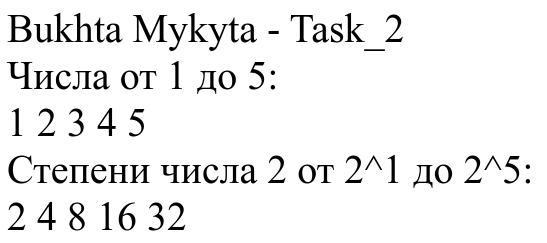 Bukhta Mykyta - Task_2
Числа от 1 до 5:
1 2 3 4 5
Степени числа 2 от 2^1 до 2^5:
2 4 8 16 32